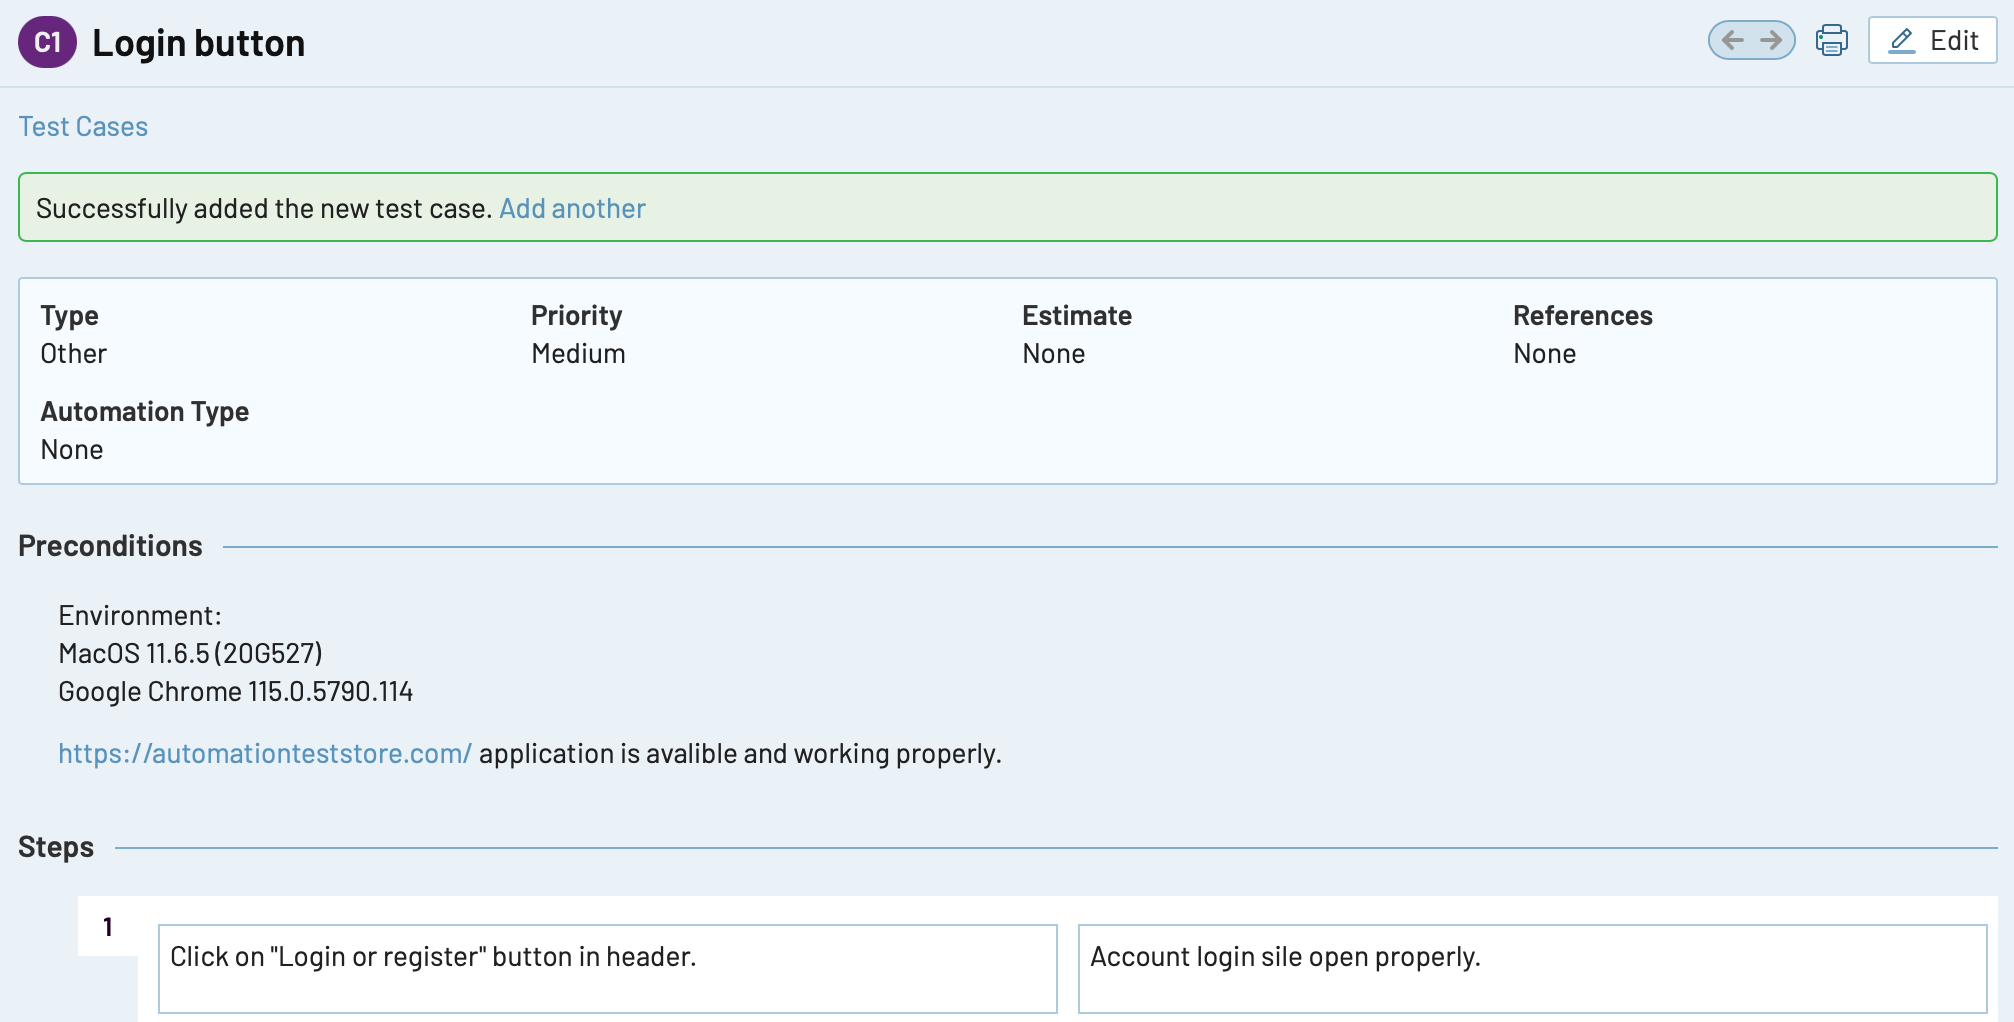 C1 Login button
Edit
Test Cases
Successfully added the new test case. Add another
Type Priority Estimate References
Other Medium None None
Automation Type
None
Preconditions
Environment:
MacOS 11.6.5 (20G527)
Google Chrome 115.0.5790.114
https://automationteststore.com/ application is avalible and working properly.
Steps
1
Click on "Login or register" button in header.
Account login sile open properly.